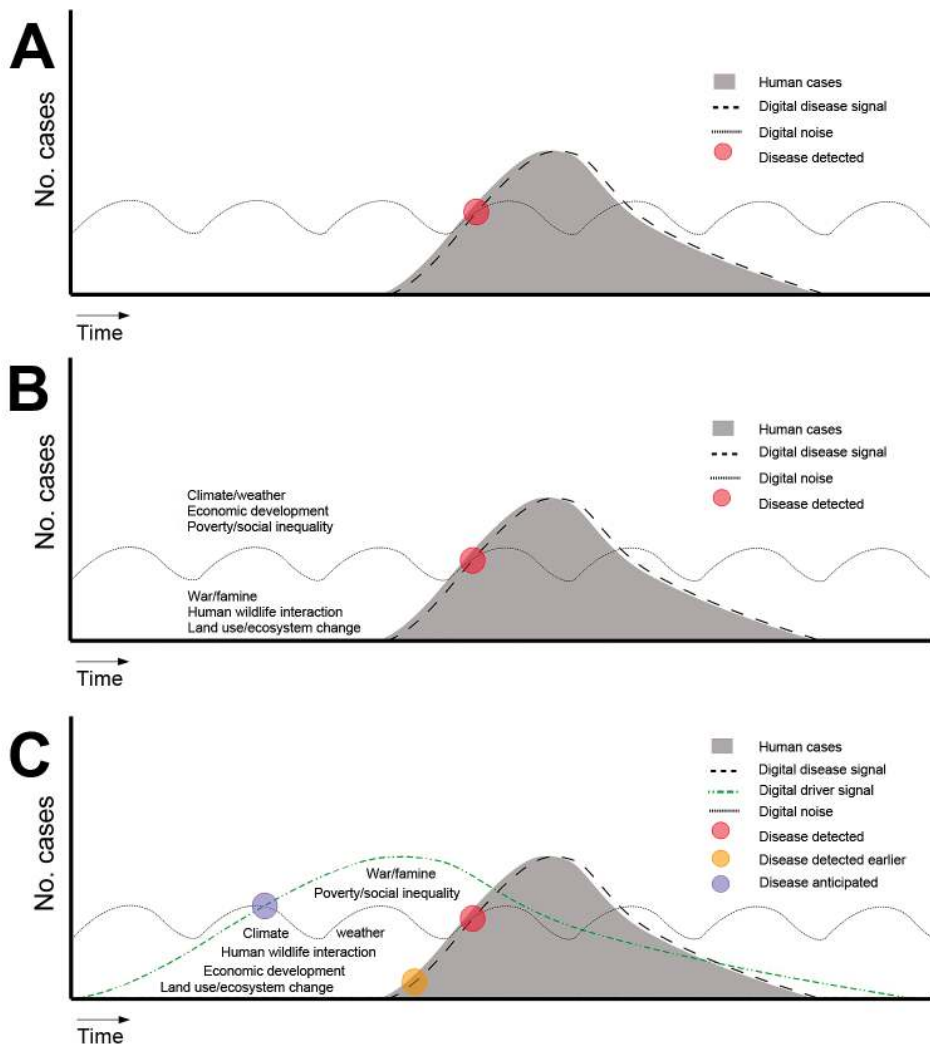 A
No. cases
Human cases
Digital disease signal
Digital noise
Disease detected
Time
B
No. cases
Human cases
Digital disease signal
Digital noise
Disease detected
Climate/weather
Economic development
Poverty/social inequality
War/famine
Human wildlife interaction
Land use/ecosystem change
Time
C
No. cases
Human cases
Digital disease signal
Digital driver signal
Digital noise
Disease detected
Disease detected earlier
Disease anticipated
War/famine
Poverty/social inequality
Climate weather
Human wildlife interaction
Economic development
Land use/ecosystem change
Time